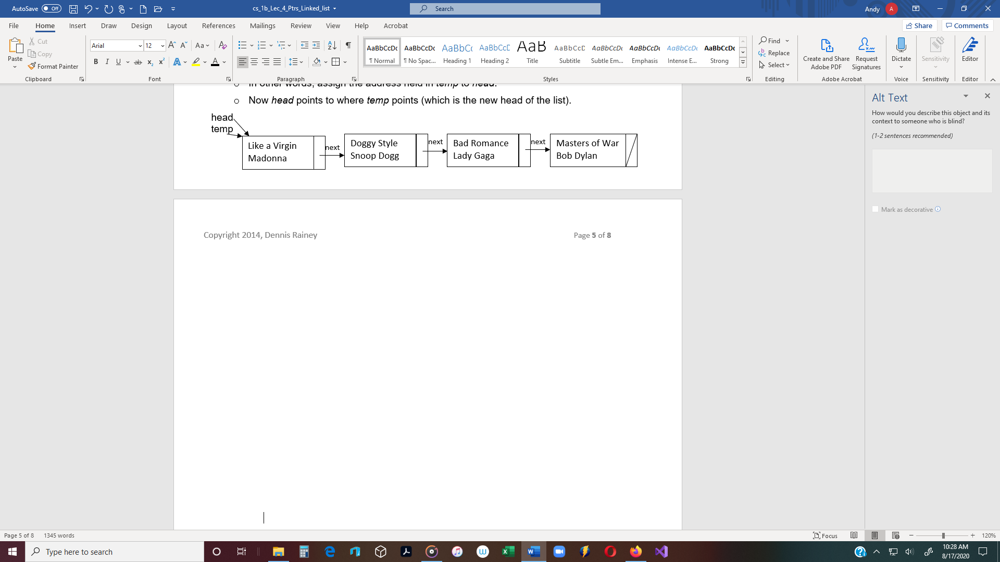 AutoSave Off cs_1b_Lec_4_Ptrs_Linked_list Search Andy A
File Home Insert Draw Design Layout References Mailings Review View Help Acrobat Share Comments
Paste Cut Copy Format Painter
Clipboard
Arial 12 Aa
B I U ab x₂ x² A A
Font
Paragraph
AaBbCcDc AaBbCcDc AaBbCc AaBbCcD AaB AaBbCcD AaBbCcDc AaBbCcDc AaBbCcDc AaBbCcDc
¶ Normal ¶ No Spac... Heading 1 Heading 2 Title Subtitle Subtle Em... Emphasis Intense E... Strong
Styles
Find
Replace
Select
Editing
Create and Share Adobe PDF
Request Signatures
Adobe Acrobat
Dictate
Voice
Sensitivity
Sensitivity
Editor
Editor
o In other words, assign the address held in temp to head.
o Now head points to where temp points (which is the new head of the list).
head
temp
Like a Virgin
Madonna
next
Doggy Style
Snoop Dogg
next
Bad Romance
Lady Gaga
next
Masters of War
Bob Dylan
Copyright 2014, Dennis Rainey Page 5 of 8
Alt Text
How would you describe this object and its
context to someone who is blind?
(1-2 sentences recommended)
Mark as decorative
Page 5 of 8 1345 words Focus 120%
Type here to search
10:28 AM
8/17/2020